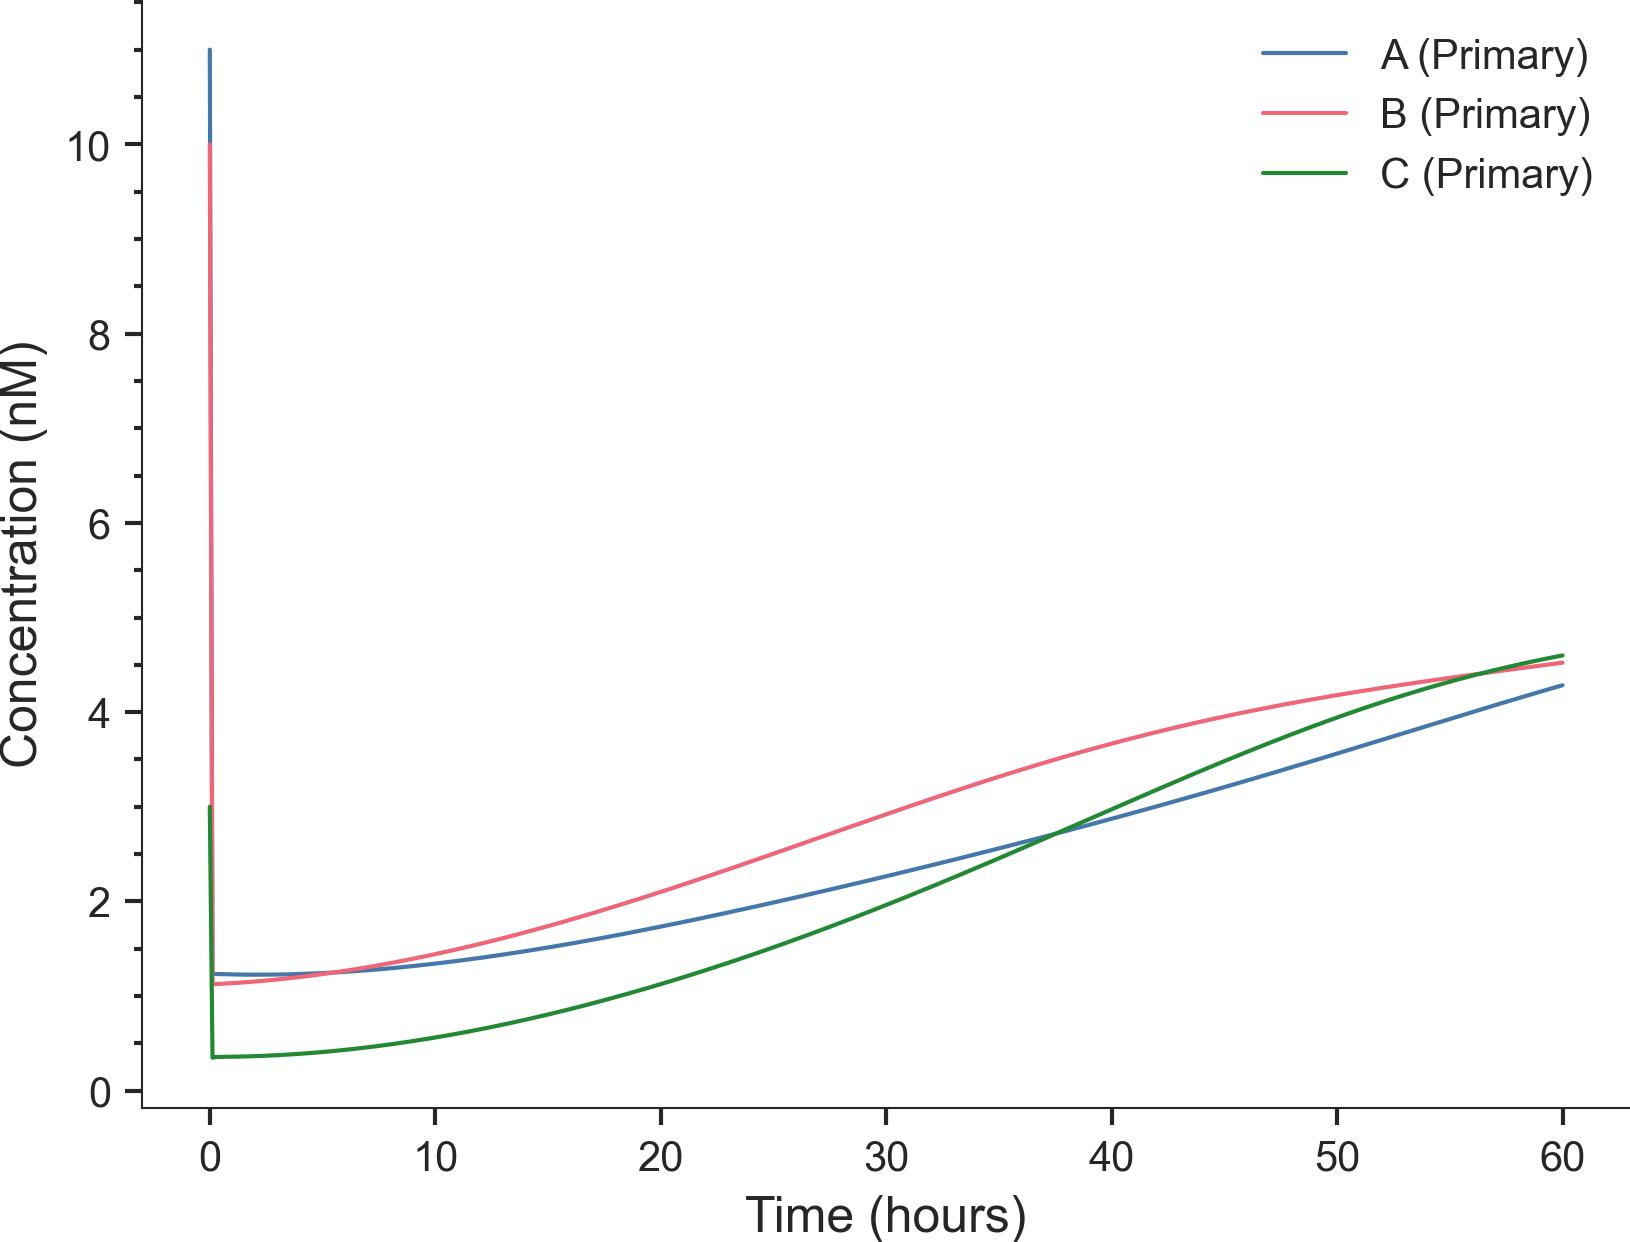 A (Primary)
B (Primary)
C (Primary)
Concentration (nM)
10
8
6
4
2
0
0 10 20 30 40 50 60
Time (hours)